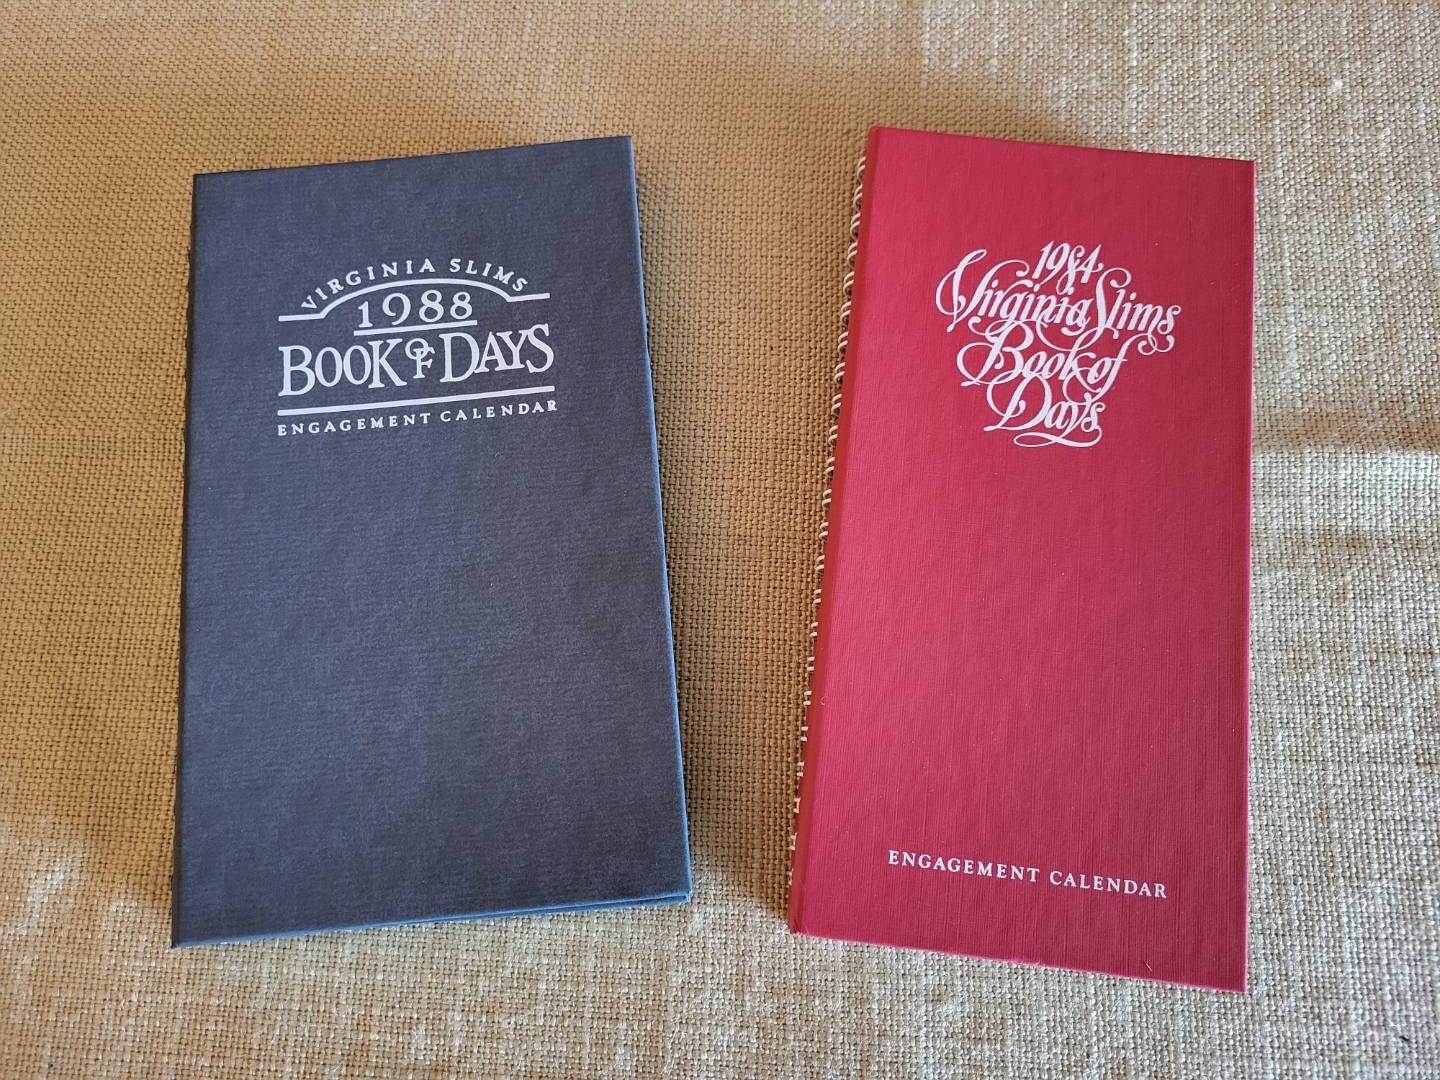 VIRGINIA SLIMS
1988
BOOK OF DAYS
ENGAGEMENT CALENDAR
1984
Virginia Slims
Book of
Days
ENGAGEMENT CALENDAR